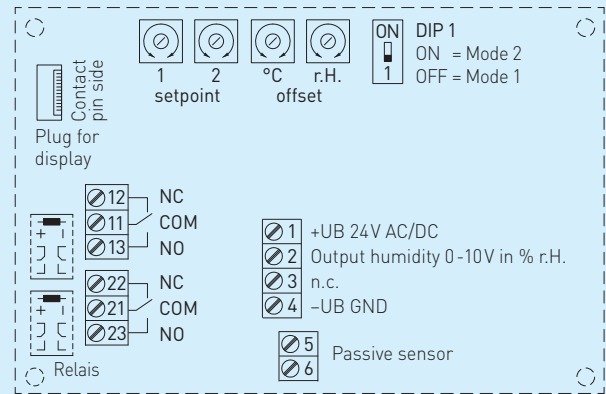 ON DIP 1
ON = Mode 2
1 OFF = Mode 1
1 2 °C r.H.
setpoint offset
Contact
pin side
Plug for
display
12 NC
11 COM
13 NO
+ –
22 NC
21 COM
23 NO
+ –
Relais
1 +UB 24V AC/DC
2 Output humidity 0-10V in % r.H.
3 n.c.
4 –UB GND
5
6
Passive sensor